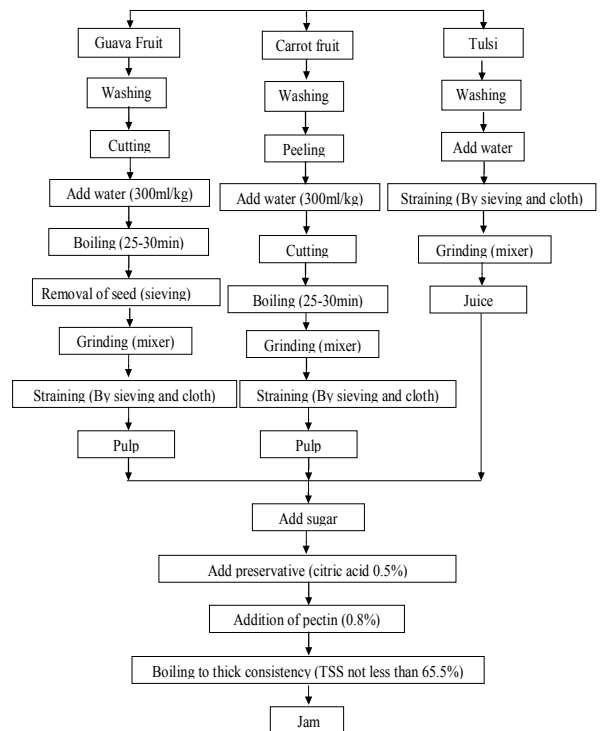 Guava Fruit
Washing
Cutting
Add water (300ml/kg)
Boiling (25-30min)
Removal of seed (sieving)
Grinding (mixer)
Straining (By sieving and cloth)
Pulp
Carrot fruit
Washing
Peeling
Add water (300ml/kg)
Cutting
Boiling (25-30min)
Grinding (mixer)
Straining (By sieving and cloth)
Pulp
Tulsi
Washing
Add water
Straining (By sieving and cloth)
Grinding (mixer)
Juice
Add sugar
Add preservative (citric acid 0.5%)
Addition of pectin (0.8%)
Boiling to thick consistency (TSS not less than 65.5%)
Jam